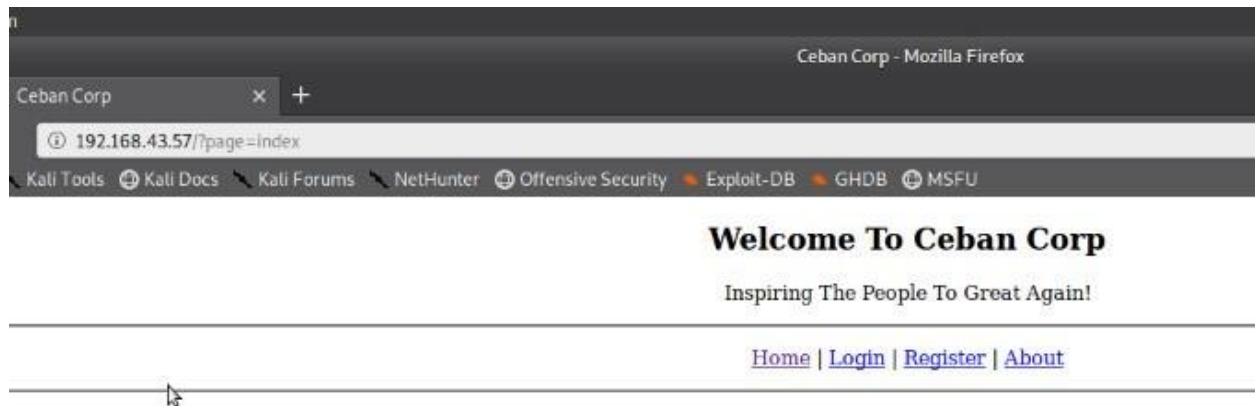 n
Ceban Corp - Mozilla Firefox
Ceban Corp × +
192.168.43.57/?page=index
Kali Tools Kali Docs Kali Forums NetHunter Offensive Security Exploit-DB GHDB MSFU
Welcome To Ceban Corp
Inspiring The People To Great Again!
Home | Login | Register | About